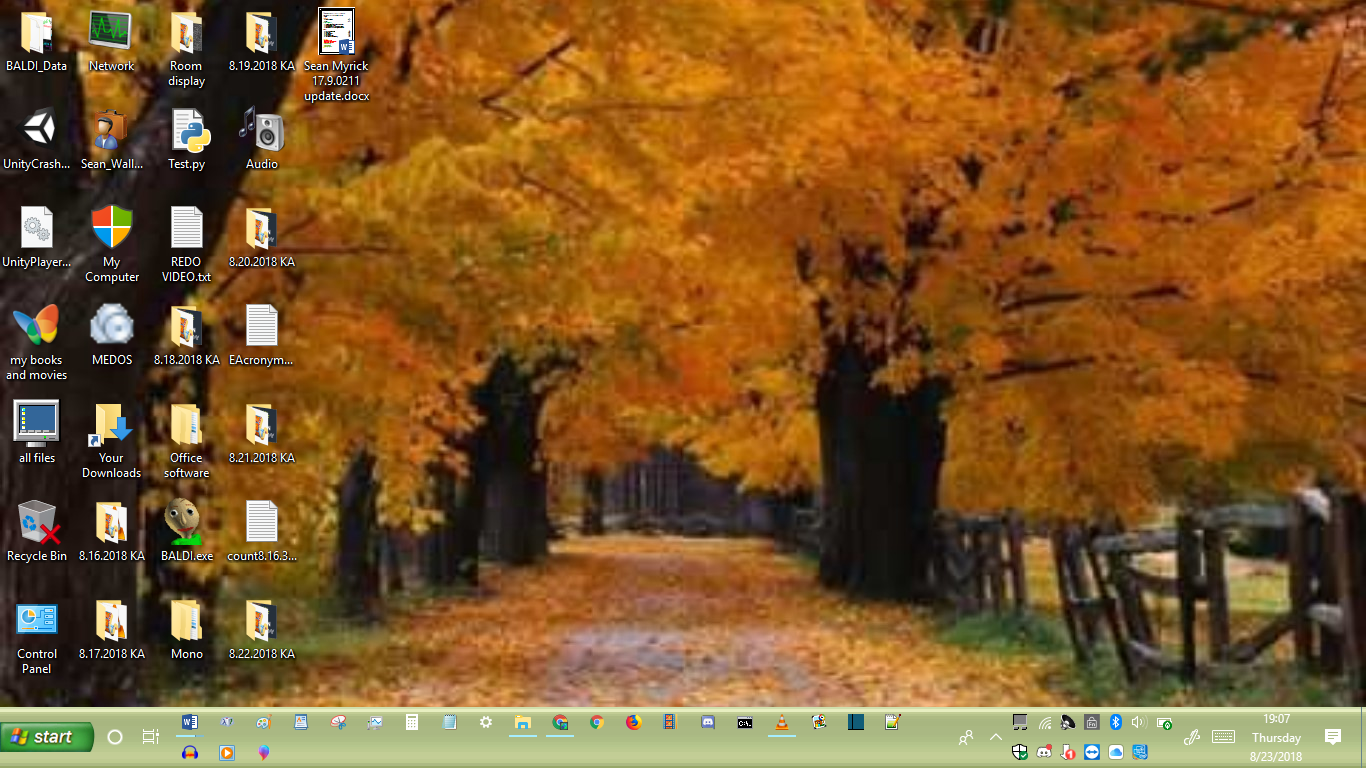 BALDI_Data
Network
Room
display
8.19.2018 KA
Sean Myrick
17.9.0211
update.docx
UnityCrash...
Sean_Wall...
Test.py
Audio
UnityPlayer...
My
Computer
REDO
VIDEO.txt
8.20.2018 KA
my books
and movies
MEDOS
8.18.2018 KA
EAcronym...
all files
Your
Downloads
Office
software
8.21.2018 KA
Recycle Bin
8.16.2018 KA
BALDI.exe
count8.16.3...
Control
Panel
8.17.2018 KA
Mono
8.22.2018 KA
start
19:07
Thursday
8/23/2018